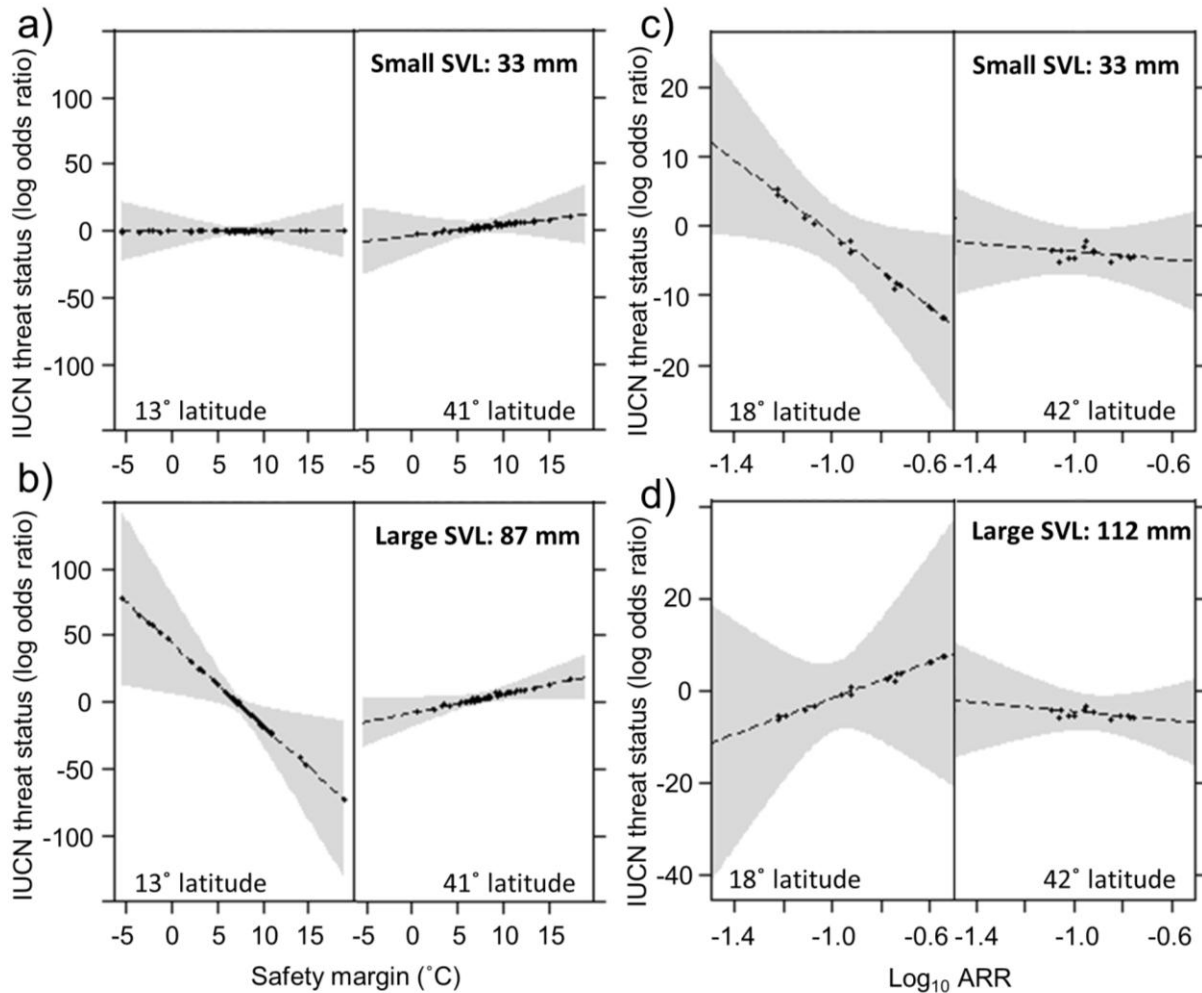 a)
IUCN threat status (log odds ratio)
100
50
0
-50
-100
Small SVL: 33 mm
13˚ latitude
41˚ latitude
-5 0 5 10 15 -5 0 5 10 15
b)
IUCN threat status (log odds ratio)
100
50
0
-50
-100
Large SVL: 87 mm
13˚ latitude
41˚ latitude
-5 0 5 10 15 -5 0 5 10 15
Safety margin (˚C)
c)
IUCN threat status (log odds ratio)
20
10
0
-10
-20
Small SVL: 33 mm
18˚ latitude
42˚ latitude
-1.4 -1.0 -0.6 -1.4 -1.0 -0.6
d)
IUCN threat status (log odds ratio)
20
0
-20
-40
Large SVL: 112 mm
18˚ latitude
42˚ latitude
-1.4 -1.0 -0.6 -1.4 -1.0 -0.6
Log10 ARR